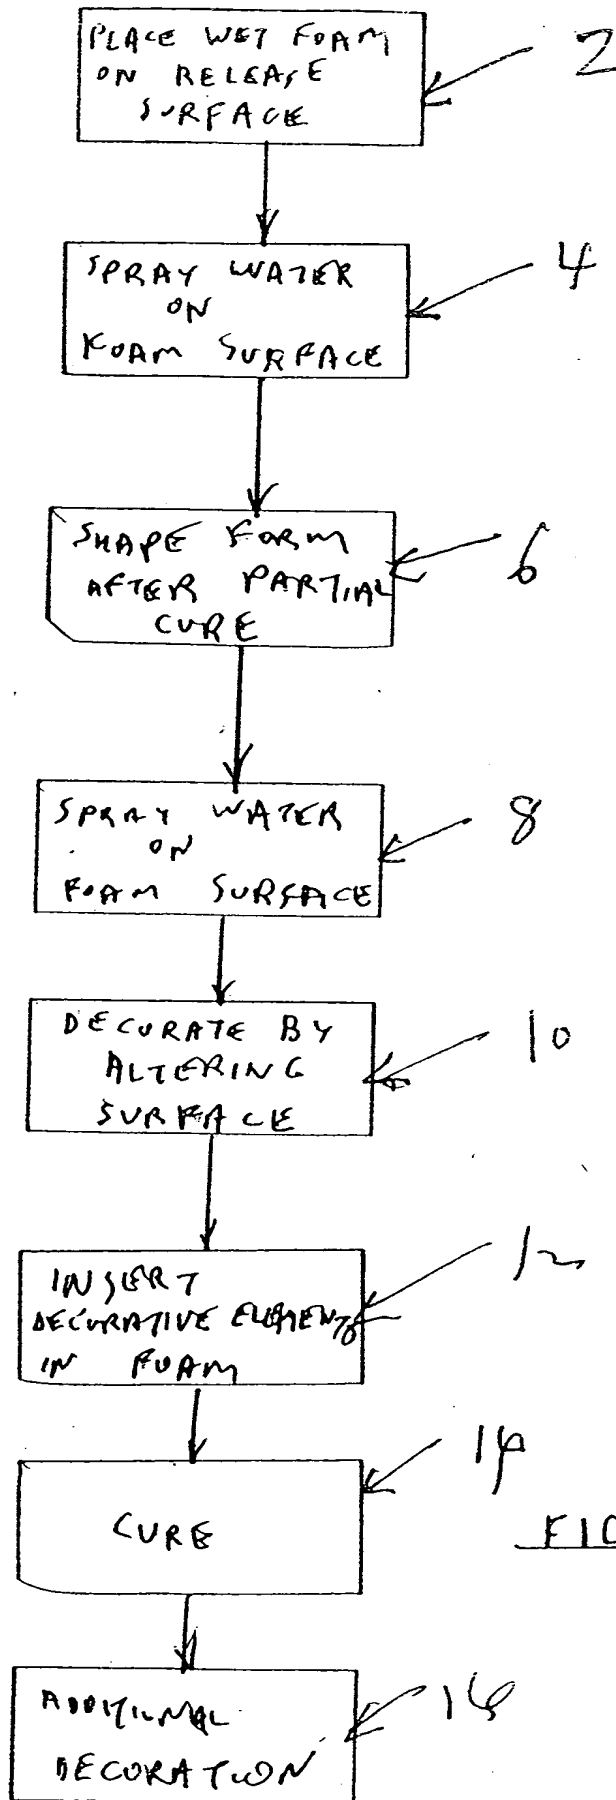 PLACE WET FOAM
ON RELEASE
SURFACE
2
SPRAY WATER
ON
FOAM SURFACE
4
SHAPE FORM
AFTER PARTIAL
CURE
6
SPRAY WATER
ON
FOAM SURFACE
8
DECORATE BY
ALTERING
SURFACE
10
INSERT
DECORATIVE ELEMENTS
IN FOAM
12
CURE
14
FIG
ADDITIONAL
DECORATION
16